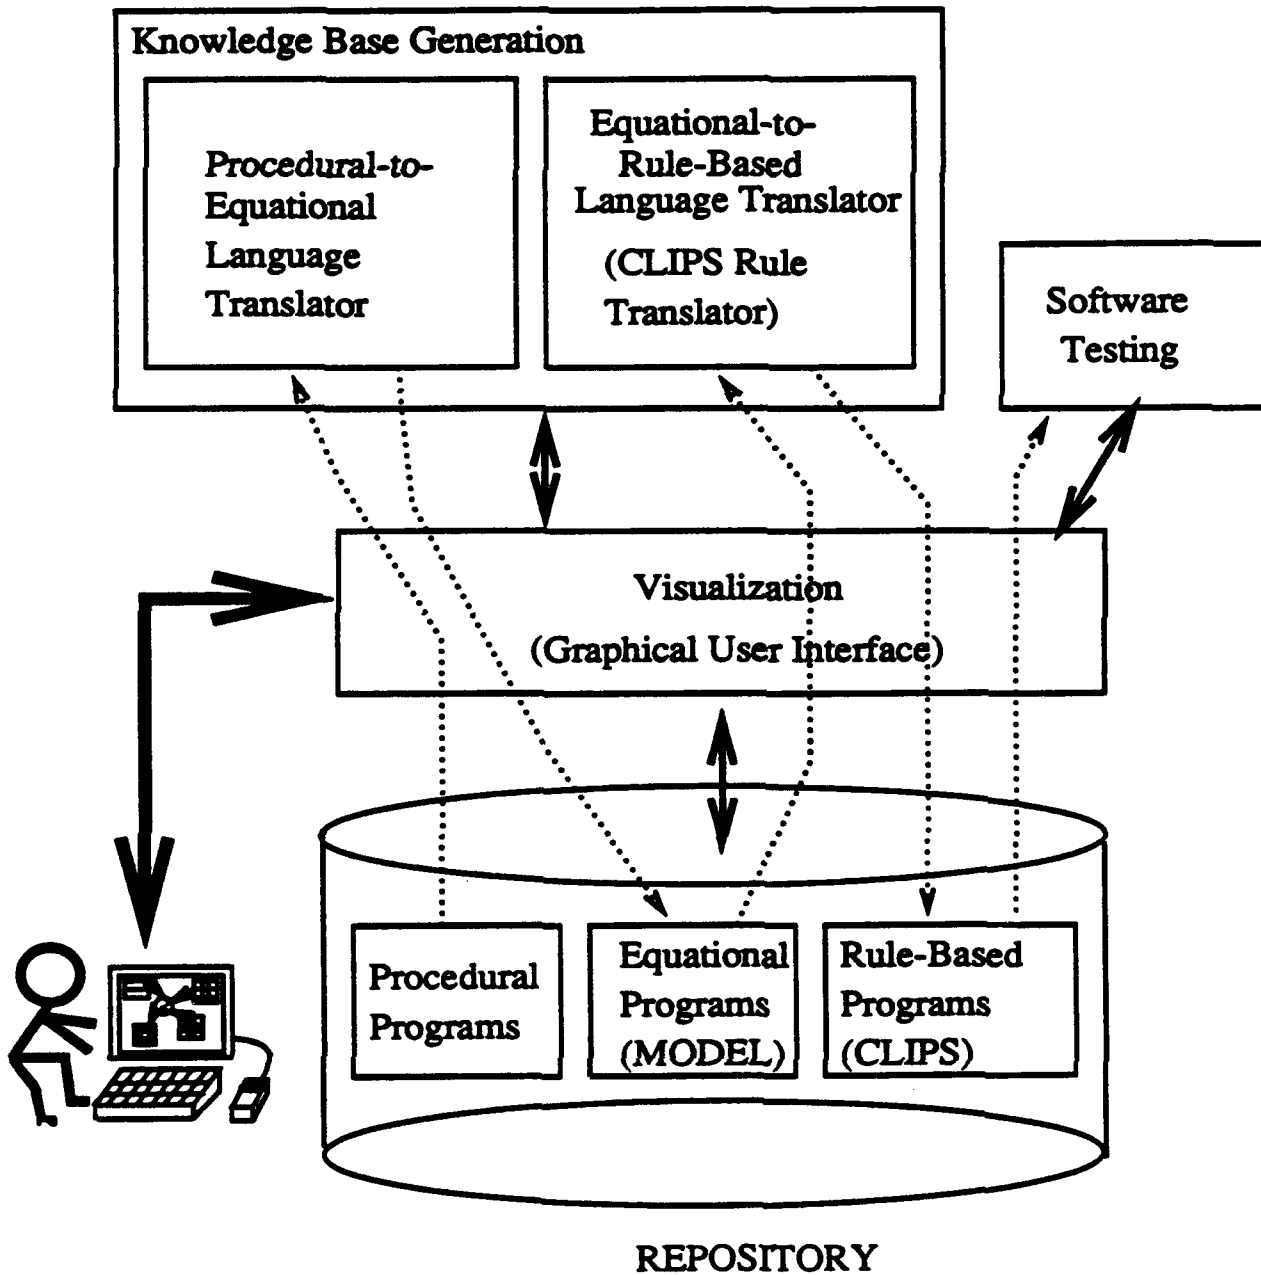 Knowledge Base Generation
Procedural-to-
Equational
Language
Translator
Equational-to-
Rule-Based
Language Translator
(CLIPS Rule
Translator)
Software
Testing
Visualization
(Graphical User Interface)
Procedural
Programs
Equational
Programs
(MODEL)
Rule-Based
Programs
(CLIPS)
REPOSITORY